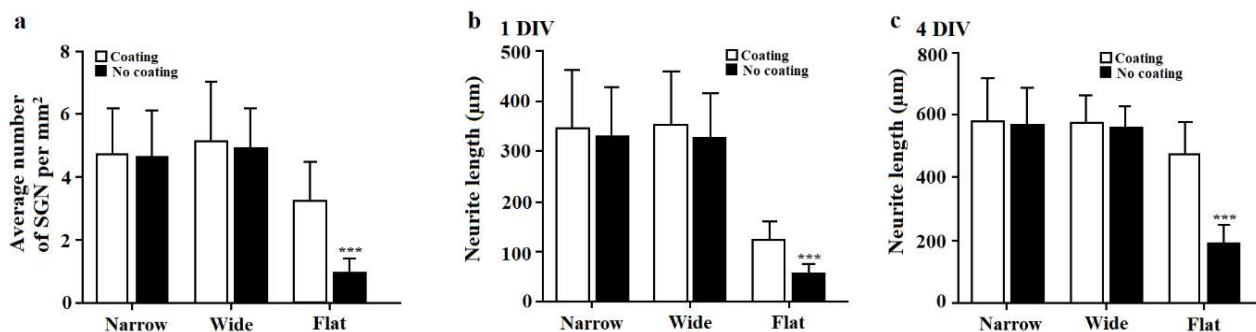 a
Coating
No coating
Average number
of SGN per mm²
8
6
4
2
0
***
Narrow Wide Flat
b 1 DIV
Coating
No coating
Neurite length (µm)
500
400
300
200
100
0
***
Narrow Wide Flat
c 4 DIV
Coating
No coating
Neurite length (µm)
800
600
400
200
0
***
Narrow Wide Flat